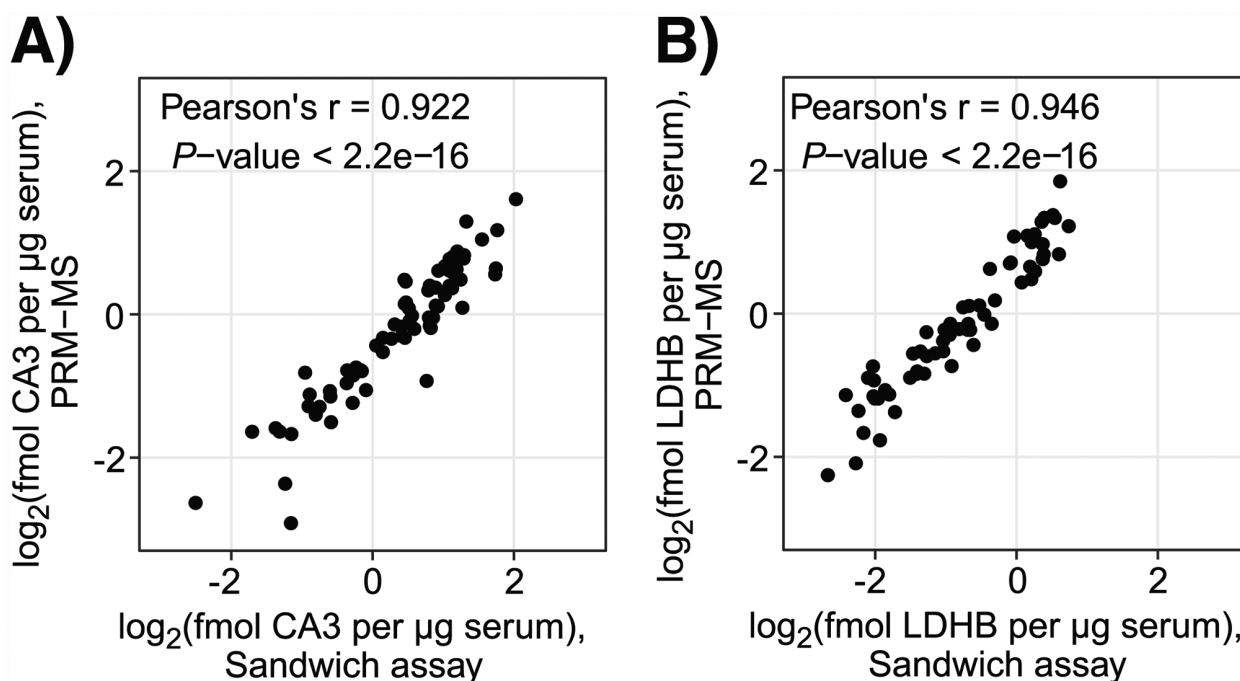 A)
Pearson's r = 0.922
P−value < 2.2e−16
log₂(fmol CA3 per µg serum),
PRM−MS
2
0
-2
-2 0 2
log₂(fmol CA3 per µg serum),
Sandwich assay
B)
Pearson's r = 0.946
P−value < 2.2e−16
log₂(fmol LDHB per µg serum),
PRM−MS
2
0
-2
-2 0 2
log₂(fmol LDHB per µg serum),
Sandwich assay